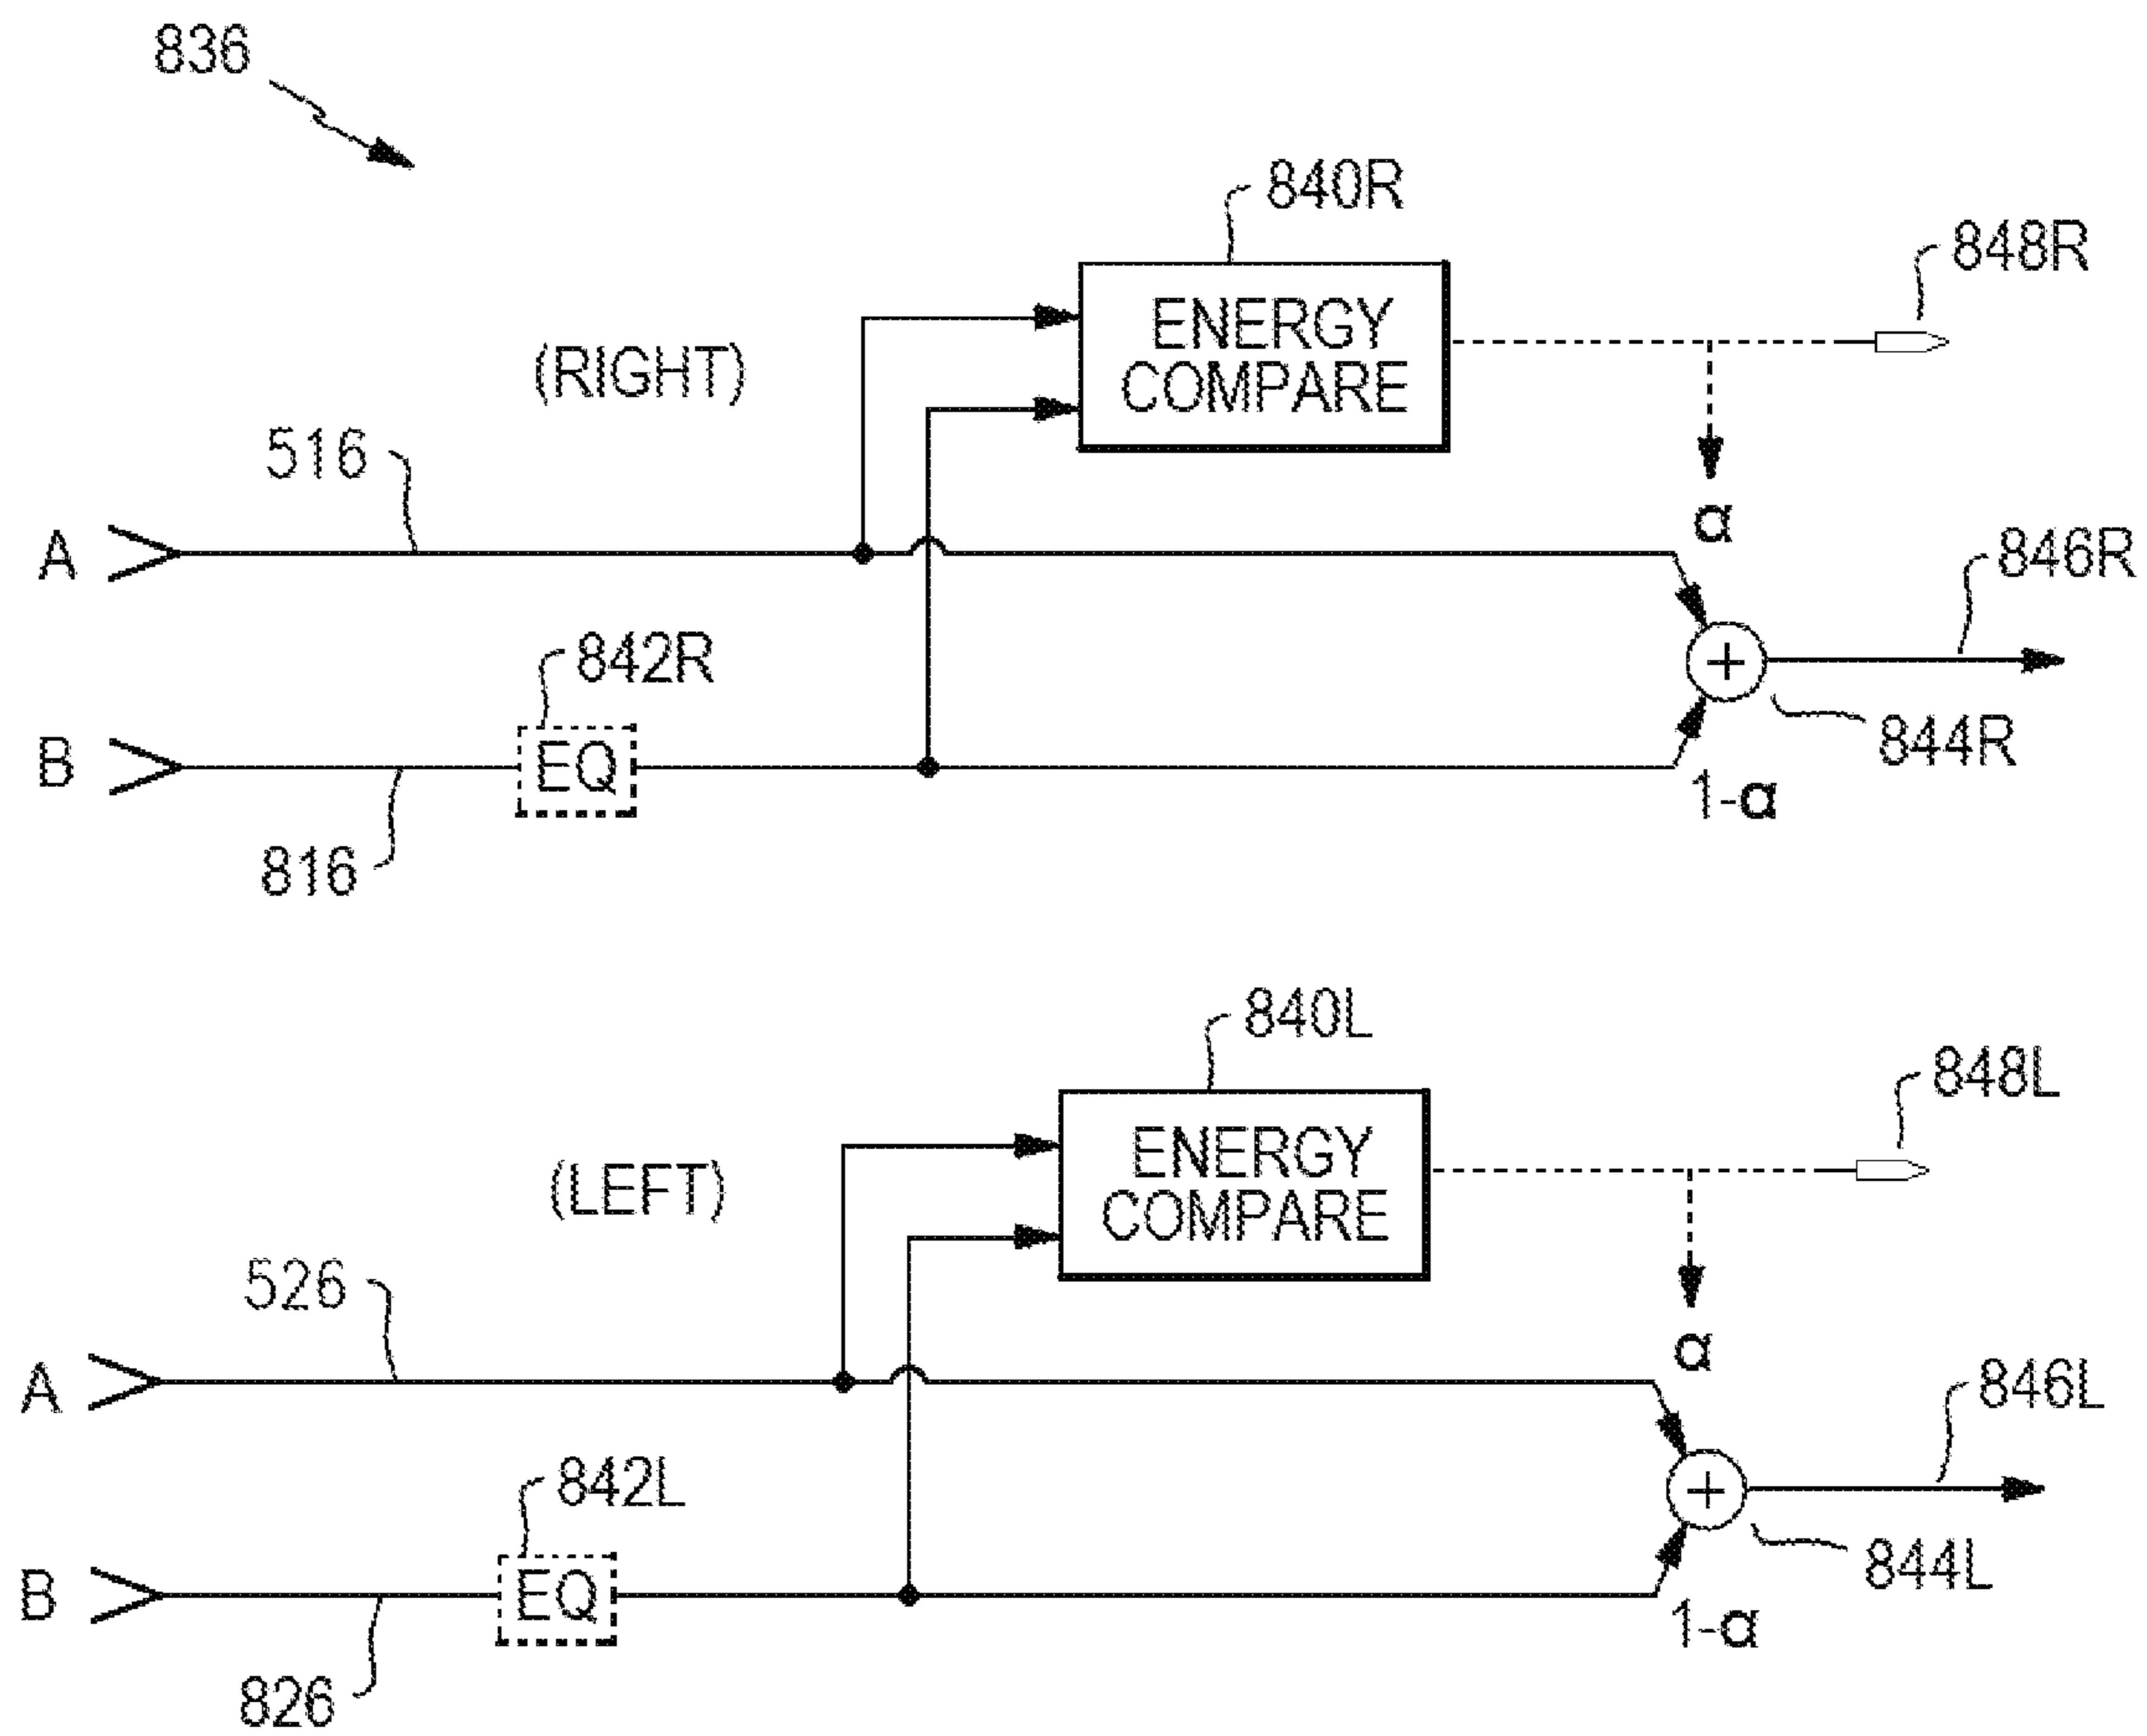 836
840R
848R
ENERGY
COMPARE
(RIGHT)
516
α
A
846R
842R
B
EQ
844R
1-α
816
840L
848L
ENERGY
COMPARE
(LEFT)
526
α
A
846L
842L
B
EQ
844L
1-α
826